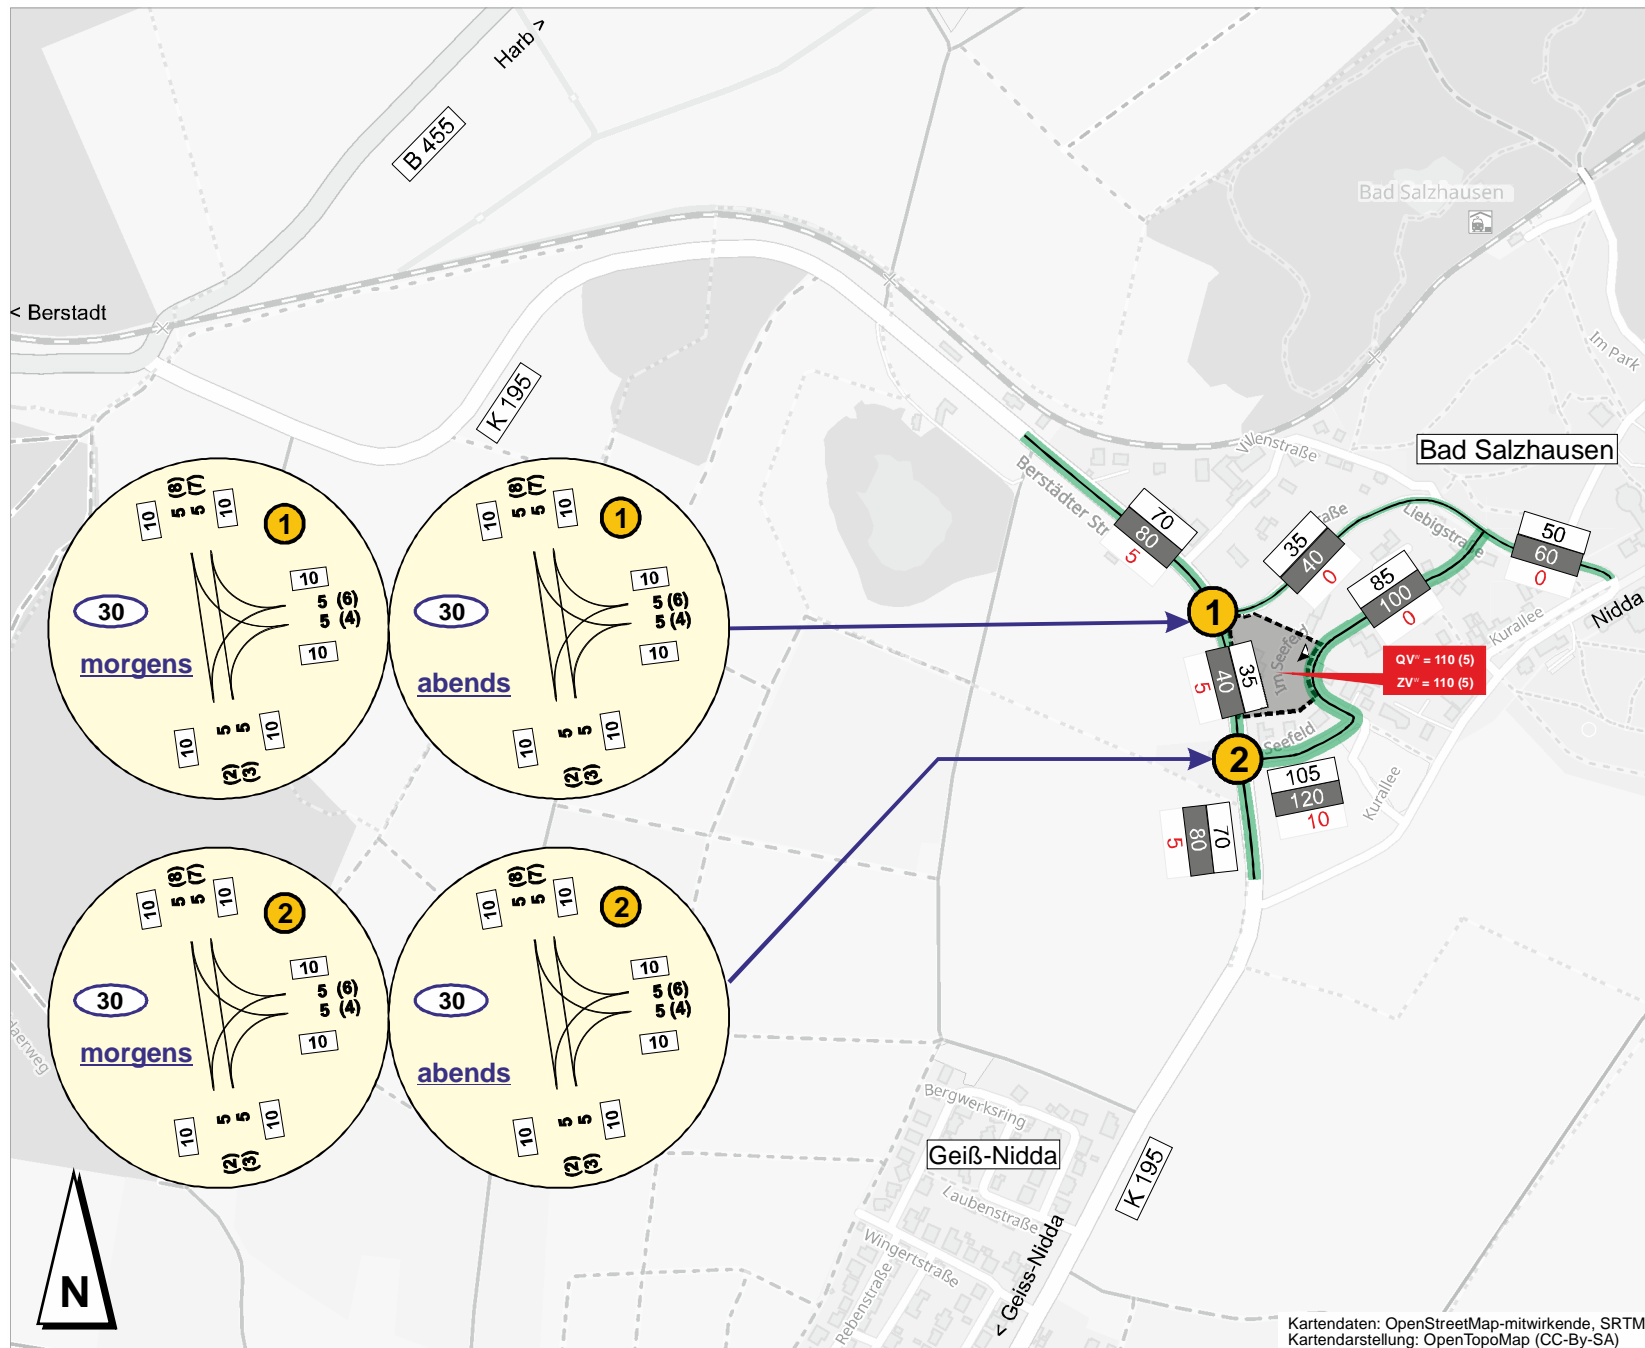 Harb >
B 455
Bad Salzhausen
< Berstadt
Im Park
K 195
Villenstraße
Bad Salzhausen
Berstädter Str
70
80
5
35
40
0
aße
Liebigstraße
50
60
0
85
100
0
Kurallee
Nidda
1
Im Seefeld
QVw = 110 (5)
ZVw = 110 (5)
35
40
5
2
Seefeld
105
120
10
Kurallee
70
80
5
10
5 (8)
5 (7)
10
1
10
5 (6)
5 (4)
10
30
morgens
10
5 (2)
5 (3)
10
10
5 (8)
5 (7)
10
1
10
5 (6)
5 (4)
10
30
abends
10
5 (2)
5 (3)
10
10
5 (8)
5 (7)
10
2
10
5 (6)
5 (4)
10
30
morgens
10
5 (2)
5 (3)
10
10
5 (8)
5 (7)
10
2
10
5 (6)
5 (4)
10
30
abends
10
5 (2)
5 (3)
10
daerweg
Bergwerksring
Geiß-Nidda
Laubenstraße
Wingertstraße
Rebenstraße
< Geiss-Nidda
K 195
N
Kartendaten: OpenStreetMap-mitwirkende, SRTM
Kartendarstellung: OpenTopoMap (CC-By-SA)